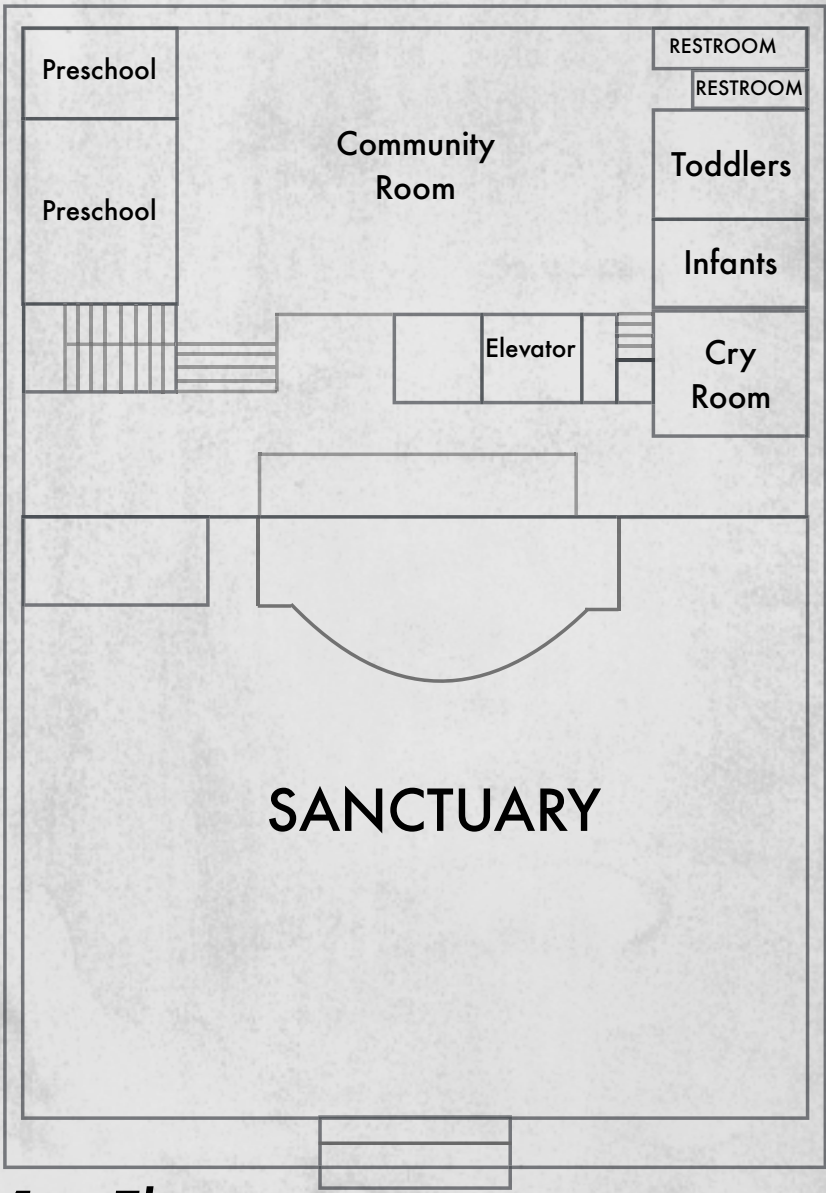 Preschool
RESTROOM
RESTROOM
Community
Room
Toddlers
Preschool
Infants
Elevator
Cry
Room
SANCTUARY